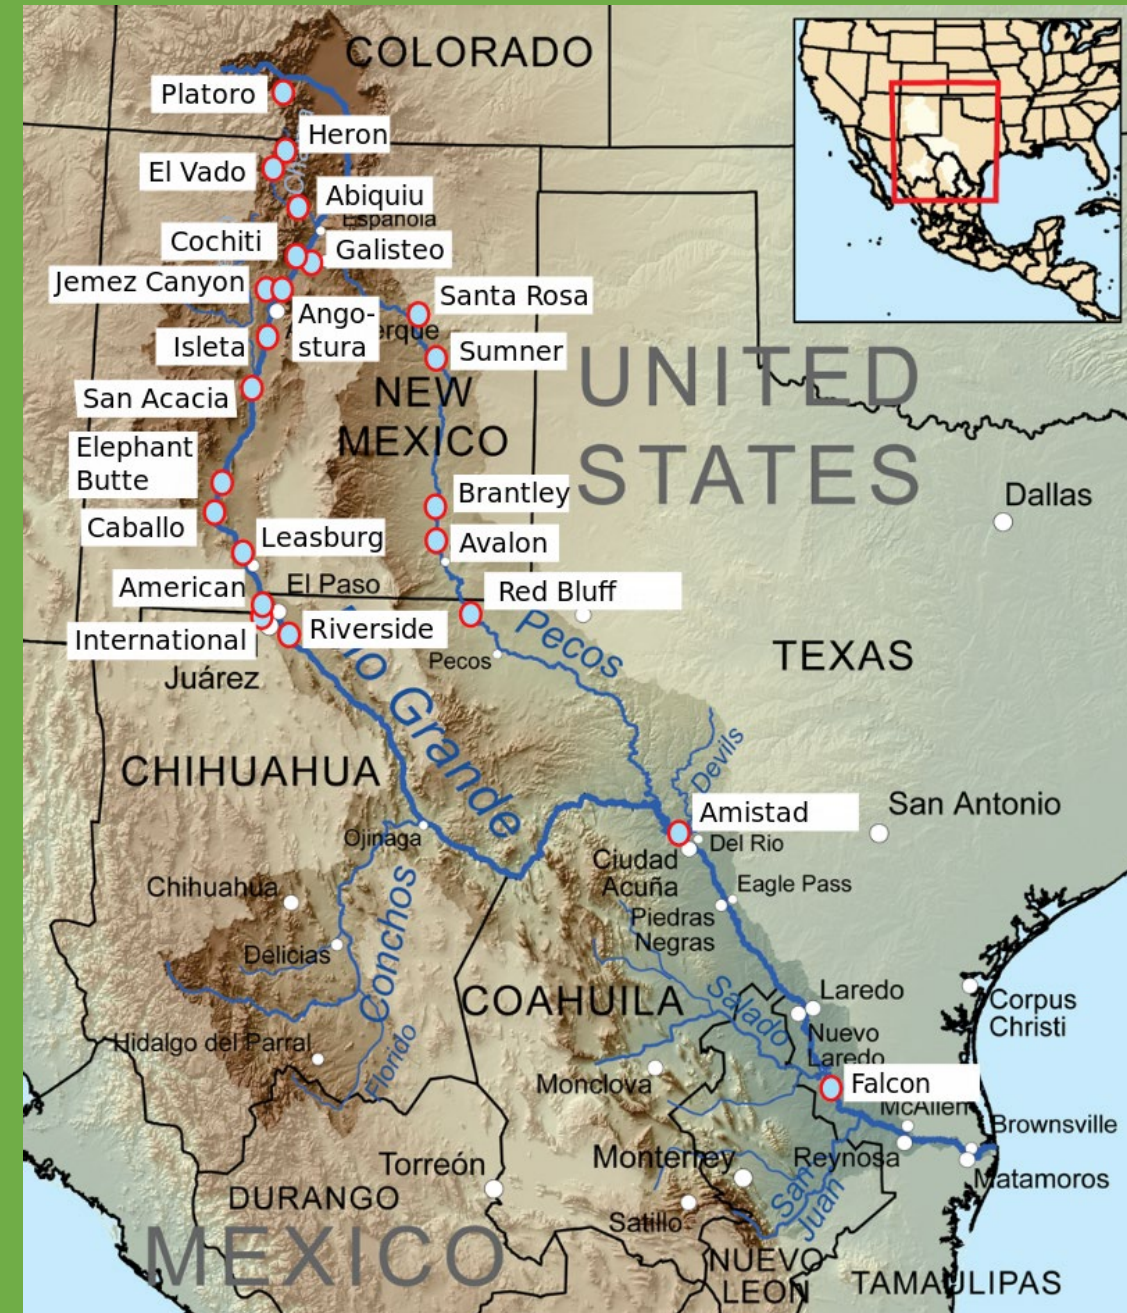 COLORADO
Platoro
Heron
El Vado
Abiquiu
Española
Cochiti
Galisteo
Jemez Canyon
Santa Rosa
Ango-
stura
erque
Isleta
Sumner
San Acacia
NEW
MEXICO
UNITED
STATES
Elephant
Butte
Brantley
Dallas
Caballo
Leasburg
Avalon
American
El Paso
Red Bluff
International
Riverside
Pecos
Pecos
TEXAS
Juárez
Rio Grande
CHIHUAHUA
Devils
Amistad
San Antonio
Ojinaga
Del Rio
Ciudad
Acuña
Chihuahua
Eagle Pass
Piedras
Negras
Delicias
Conchos
COAHUILA
Salado
Laredo
Nuevo
Laredo
Corpus
Christi
Hidalgo del Parral
Florido
Monclova
Falcon
McAllen
Brownsville
Torreón
Monterrey
Reynosa
Matamoros
DURANGO
San
Juan
Satillo
MEXICO
NUEVO
LEON
TAMAULIPAS